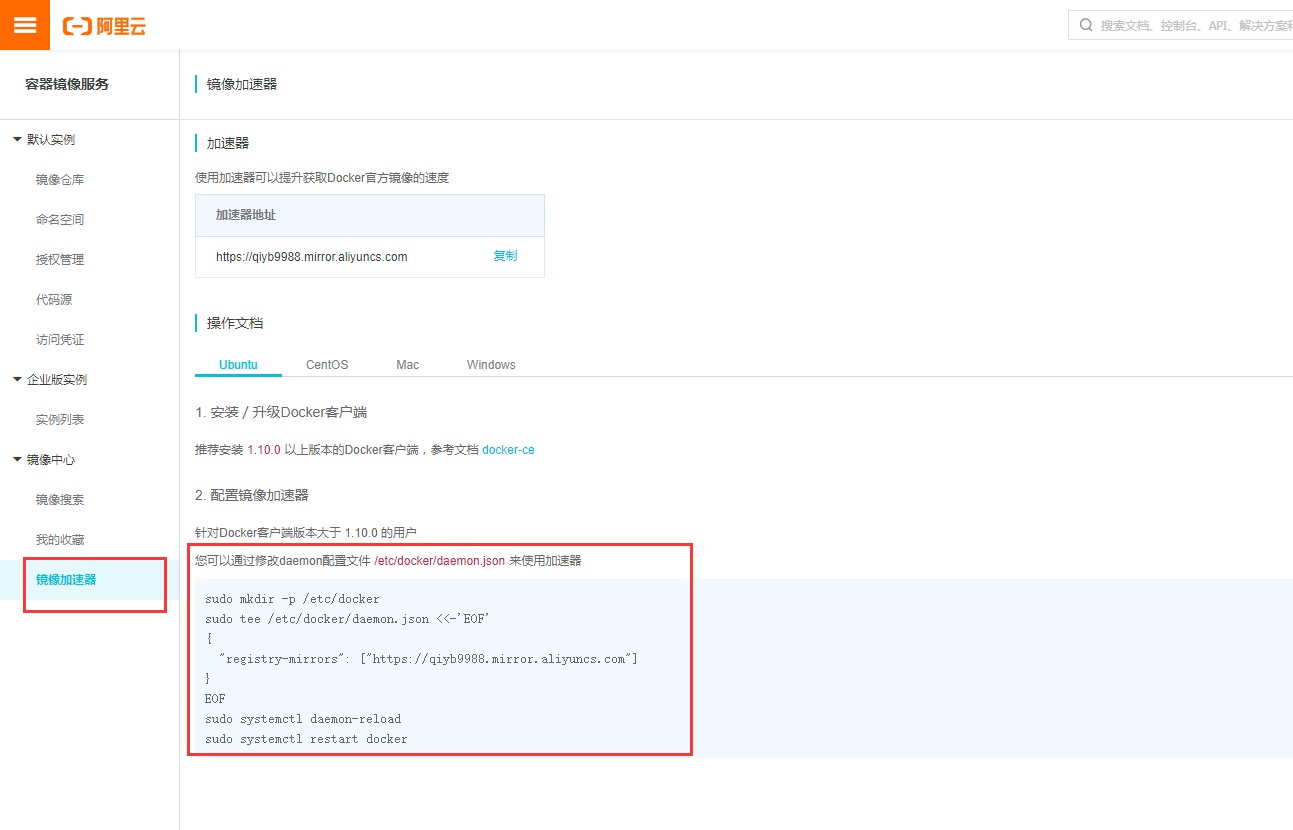 阿里云
搜索文档、控制台、API、解决方案
容器镜像服务
默认实例
镜像仓库
命名空间
授权管理
代码源
访问凭证
企业版实例
实例列表
镜像中心
镜像搜索
我的收藏
镜像加速器
镜像加速器
加速器
使用加速器可以提升获取Docker官方镜像的速度
加速器地址
https://qiyb9988.mirror.aliyuncs.com 复制
操作文档
Ubuntu CentOS Mac Windows
1. 安装 / 升级Docker客户端
推荐安装 1.10.0 以上版本的Docker客户端，参考文档 docker-ce
2. 配置镜像加速器
针对Docker客户端版本大于 1.10.0 的用户
您可以通过修改daemon配置文件 /etc/docker/daemon.json 来使用加速器
sudo mkdir -p /etc/docker
sudo tee /etc/docker/daemon.json <<-'EOF'
{
  "registry-mirrors": ["https://qiyb9988.mirror.aliyuncs.com"]
}
EOF
sudo systemctl daemon-reload
sudo systemctl restart docker